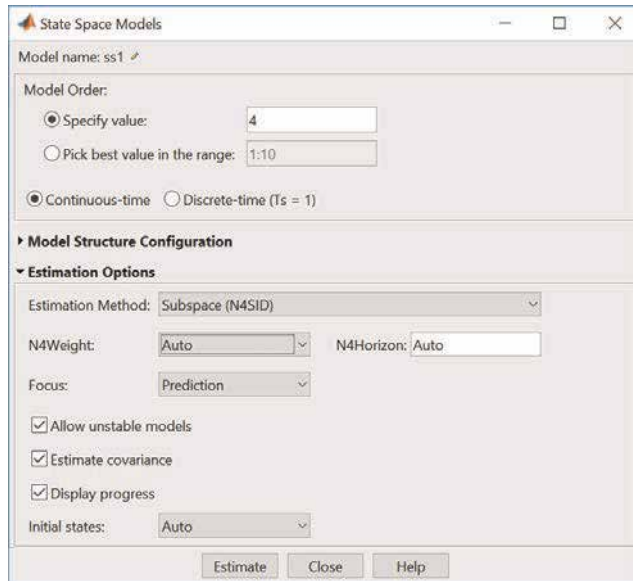 State Space Models
Model name: ss1
Model Order:
Specify value: 4
Pick best value in the range: 1:10
Continuous-time Discrete-time (Ts = 1)
Model Structure Configuration
Estimation Options
Estimation Method: Subspace (N4SID)
N4Weight: Auto N4Horizon: Auto
Focus: Prediction
Allow unstable models
Estimate covariance
Display progress
Initial states: Auto
Estimate Close Help